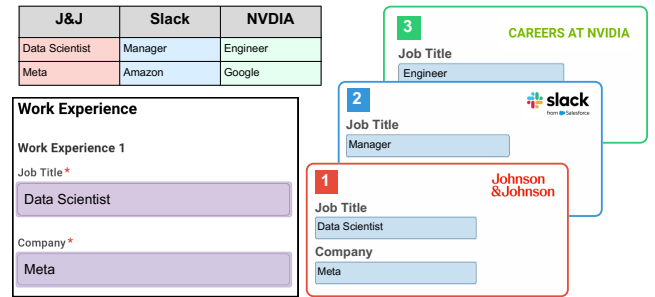 J&J Slack NVDIA
Data Scientist Manager Engineer
Meta Amazon Google
Work Experience
Work Experience 1
Job Title*
Data Scientist
Company*
Meta
3
CAREERS AT NVIDIA
Job Title
Engineer
2
slack
from Salesforce
Job Title
Manager
1
Johnson
&Johnson
Job Title
Data Scientist
Company
Meta